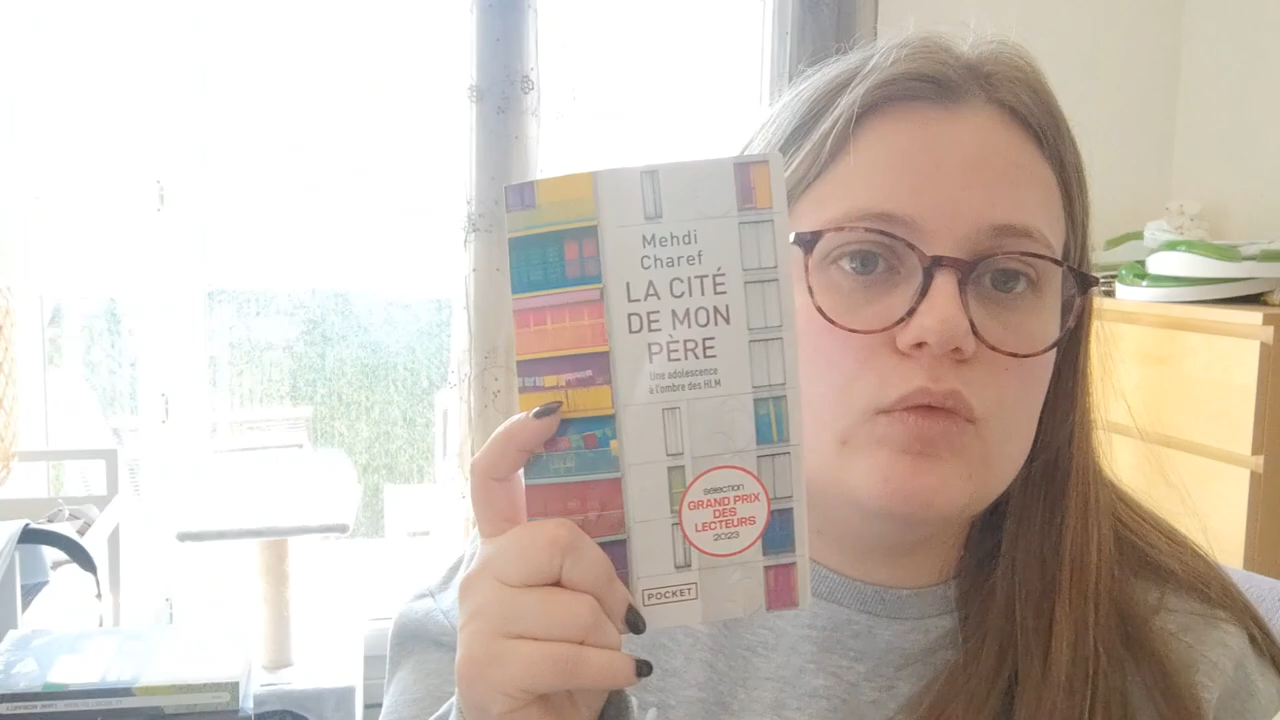 Mehdi
Charef
LA CITÉ
DE MON
PÈRE
Une adolescence
à l'ombre des HLM
sélection
GRAND PRIX
DES
LECTEURS
2023
POCKET